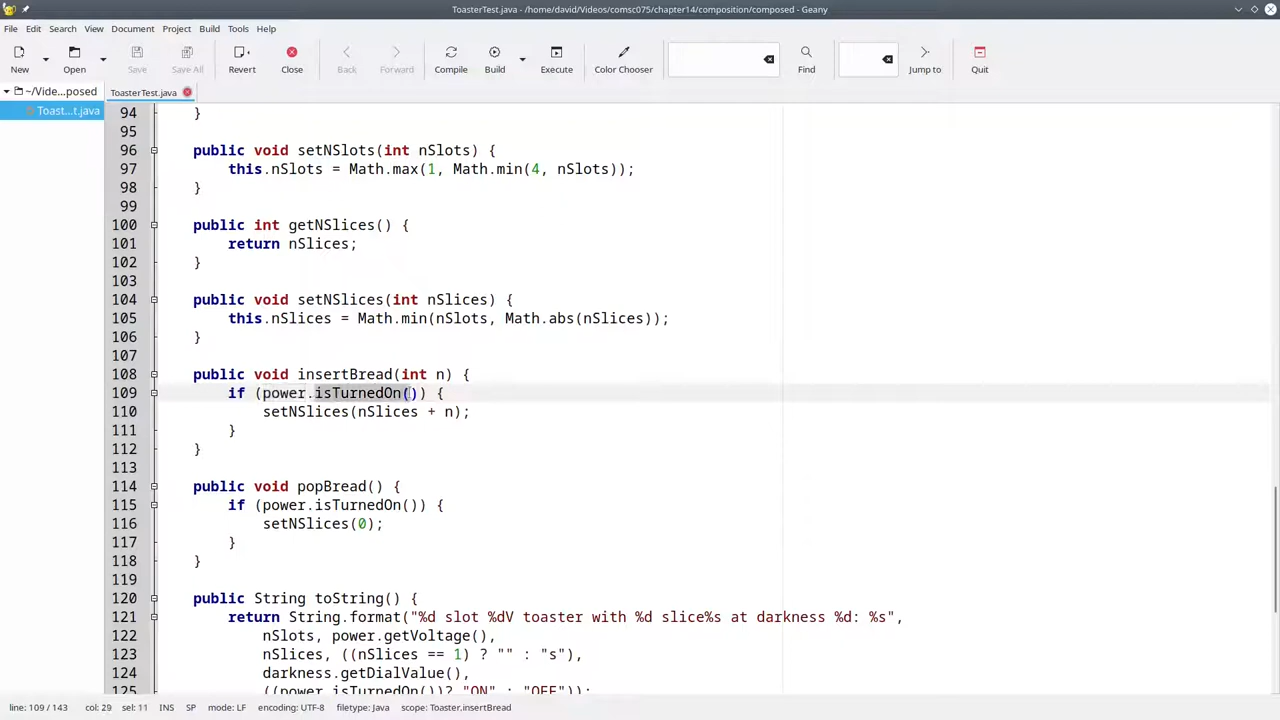 ToasterTest.java - /home/david/Videos/comsc075/chapter14/composition/composed - Geany
File Edit Search View Document Project Build Tools Help
New Open Save Save All Revert Close Back Forward Compile Build Execute Color Chooser Find Jump to Quit
~/Vide...posed
ToasterTest.java
Toast...t.java
94 }
95
96 public void setNSlots(int nSlots) {
97 this.nSlots = Math.max(1, Math.min(4, nSlots));
98 }
99
100 public int getNSlices() {
101 return nSlices;
102 }
103
104 public void setNSlices(int nSlices) {
105 this.nSlices = Math.min(nSlots, Math.abs(nSlices));
106 }
107
108 public void insertBread(int n) {
109 if (power.isTurnedOn()) {
110 setNSlices(nSlices + n);
111 }
112 }
113
114 public void popBread() {
115 if (power.isTurnedOn()) {
116 setNSlices(0);
117 }
118 }
119
120 public String toString() {
121 return String.format("%d slot %dV toaster with %d slice%s at darkness %d: %s",
122 nSlots, power.getVoltage(),
123 nSlices, ((nSlices == 1) ? "" : "s"),
124 darkness.getDialValue(),
125 ((power.isTurnedOn())? "ON" : "OFF"));
line: 109 / 143 col: 29 sel: 11 INS SP mode: LF encoding: UTF-8 filetype: Java scope: Toaster.insertBread